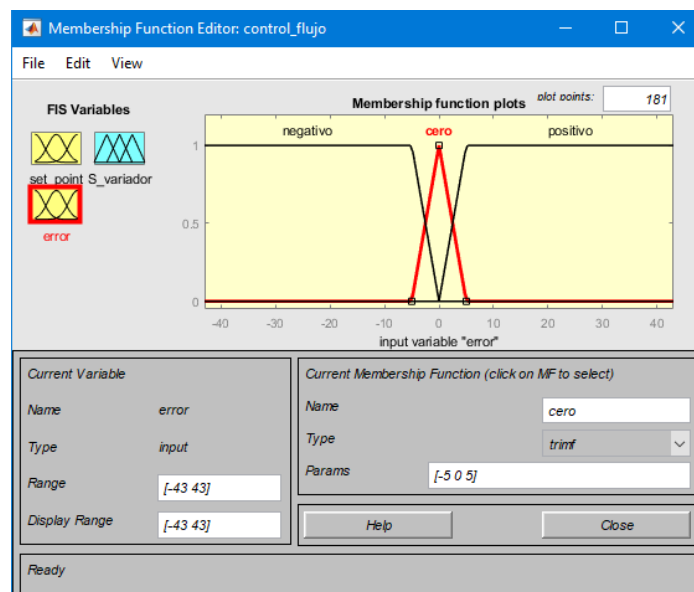 Membership Function Editor: control_flujo
File Edit View
FIS Variables
set_point S_variador
error
Membership function plots
plot points:
181
negativo cero positivo
1
0.5
0
-40 -30 -20 -10 0 10 20 30 40
input variable "error"
Current Variable
Name error
Type input
Range [-43 43]
Display Range [-43 43]
Current Membership Function (click on MF to select)
Name cero
Type trimf
Params [-5 0 5]
Help Close
Ready